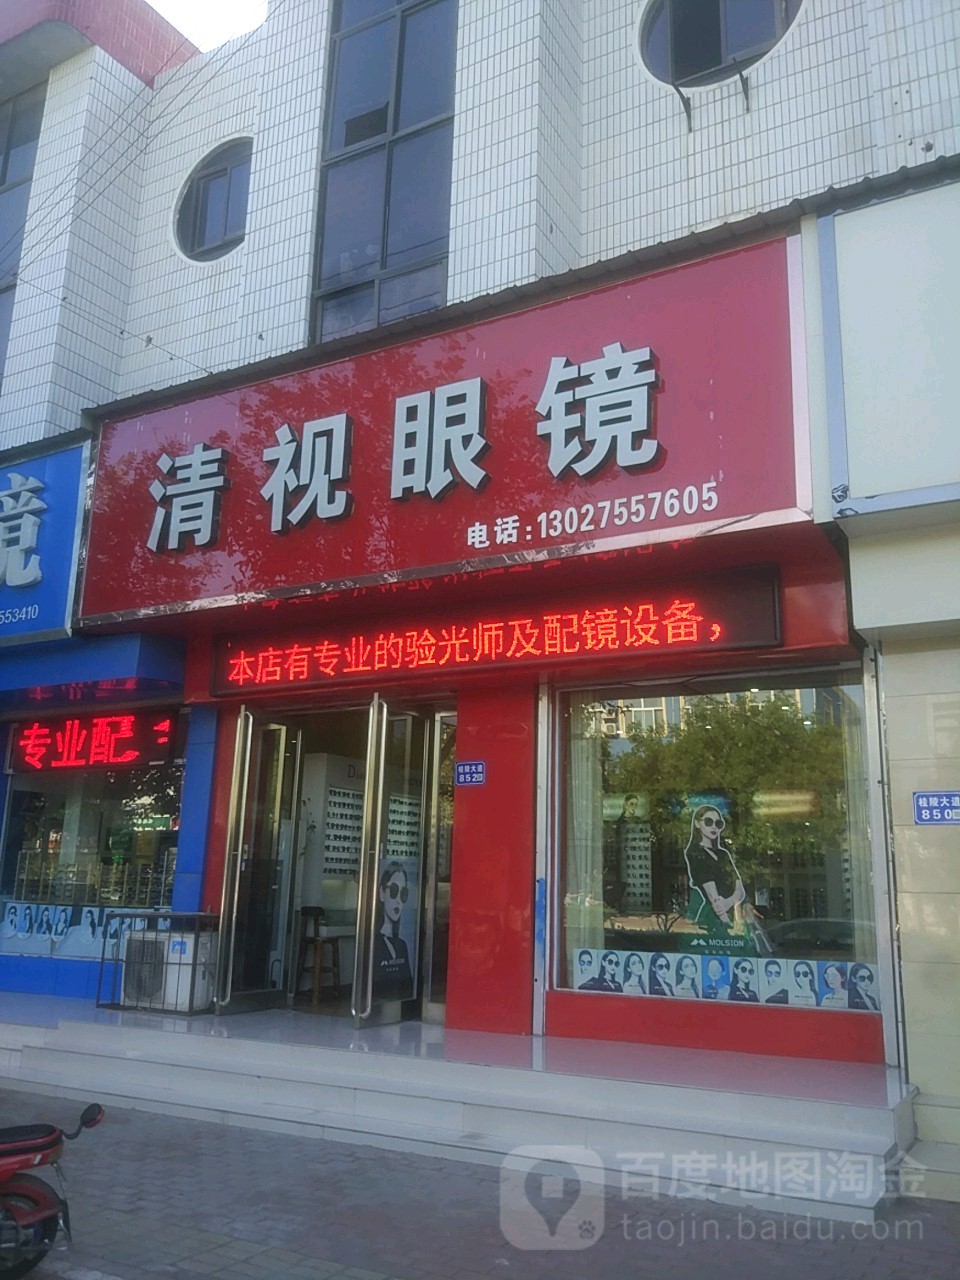 清视眼镜
电话:13027557605
镜
553410
本店有专业的验光师及配镜设备，
专业配
桂陵大道
852
桂陵大道
850
MOLSION
MOLSION
百度地图淘金
taojin.baidu.com